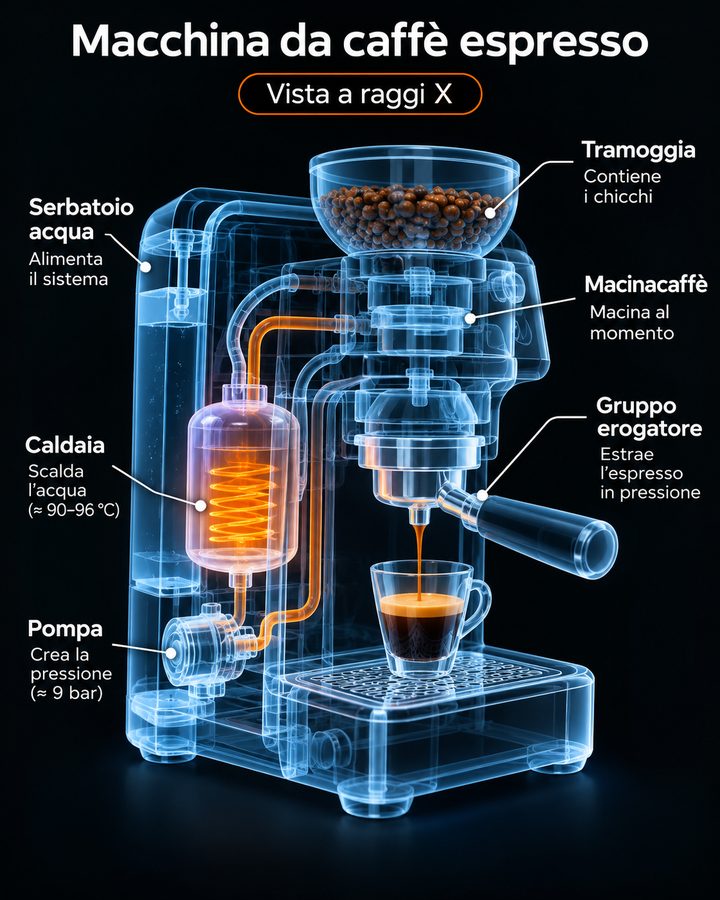 Macchina da caffè espresso
Vista a raggi X
Tramoggia
Contiene
i chicchi
Serbatoio
acqua
Alimenta
il sistema
Macinacaffè
Macina al
momento
Gruppo
erogatore
Estrae
l'espresso
in pressione
Caldaia
Scalda
l'acqua
(≈ 90–96 °C)
Pompa
Crea la
pressione
(≈ 9 bar)